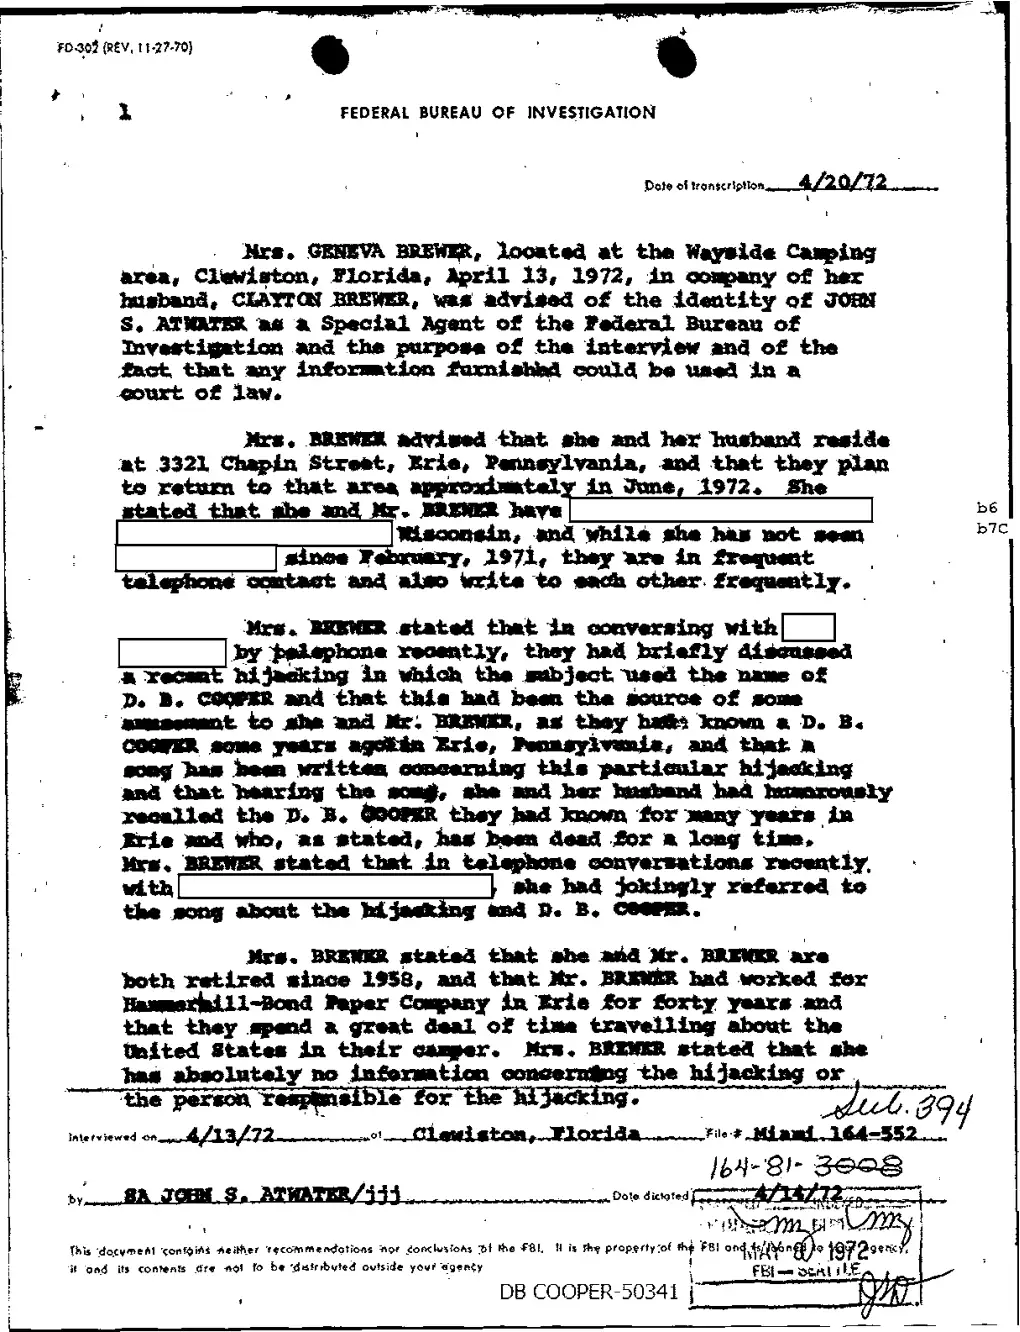 FD-302 (REV. 11-27-70)
1
FEDERAL BUREAU OF INVESTIGATION
Date of transcription 4/20/72
Mrs. GENEVA BREWER, located at the Wayside Camping
area, Clewiston, Florida, April 13, 1972, in company of her
husband, CLAYTON BREWER, was advised of the identity of JOHN
S. ATWATER as a Special Agent of the Federal Bureau of
Investigation and the purpose of the interview and of the
fact that any information furnished could be used in a
court of law.
Mrs. BREWER advised that she and her husband reside
at 3321 Chapin Street, Erie, Pennsylvania, and that they plan
to return to that area approximately in June, 1972. She
stated that she and Mr. BREWER have
b6
Wisconsin, and while she has not seen
b7C
since February, 1971, they are in frequent
telephone contact and also write to each other frequently.
Mrs. BREWER stated that in conversing with
by telephone recently, they had briefly discussed
a recent hijacking in which the subject used the name of
D. B. COOPER and that this had been the source of some
amusement to she and Mr. BREWER, as they had known a D. B.
COOPER some years ago in Erie, Pennsylvania, and that a
song has been written concerning this particular hijacking
and that hearing the song, she and her husband had humorously
recalled the D. B. COOPER they had known for many years in
Erie and who, as stated, has been dead for a long time.
Mrs. BREWER stated that in telephone conversations recently
with , she had jokingly referred to
the song about the hijacking and D. B. COOPER.
Mrs. BREWER stated that she and Mr. BREWER are
both retired since 1958, and that Mr. BREWER had worked for
Hammerhill-Bond Paper Company in Erie for forty years and
that they spend a great deal of time travelling about the
United States in their camper. Mrs. BREWER stated that she
has absolutely no information concerning the hijacking or
the person responsible for the hijacking.
Sub. 394
Interviewed on 4/13/72 at Clewiston, Florida File # Miami 164-552
164-81-3008
by SA JOHN S. ATWATER/jjj Date dictated 4/14/72
This document contains neither recommendations nor conclusions of the FBI. It is the property of the FBI and is loaned to your agency;
it and its contents are not to be distributed outside your agency
MAY 1972
FBI — SEATTLE
DB COOPER-50341